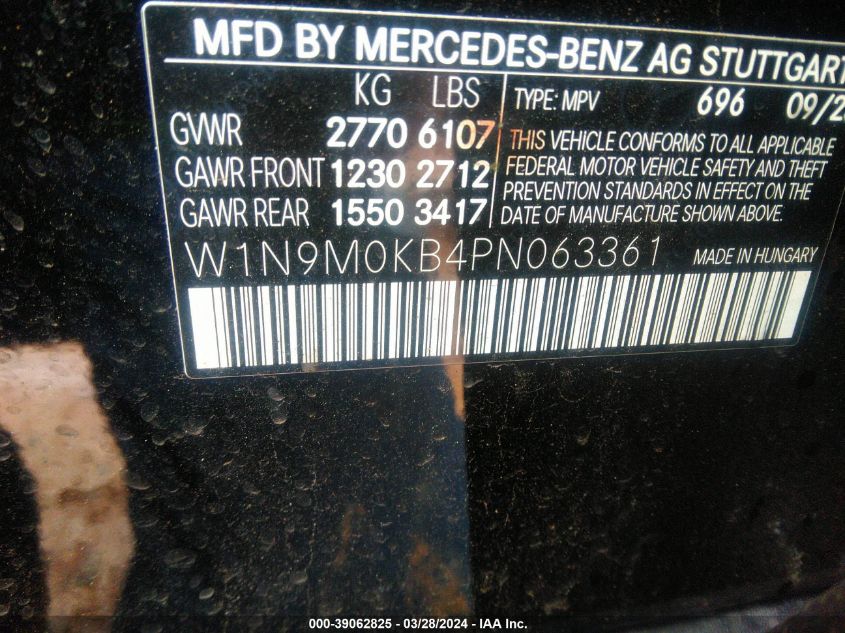 MFD BY MERCEDES-BENZ AG STUTTGART
KG LBS TYPE: MPV 696
GVWR 2770 6107
GAWR FRONT 1230 2712
GAWR REAR 1550 3417
THIS VEHICLE CONFORMS TO ALL APPLICABLE
FEDERAL MOTOR VEHICLE SAFETY AND THEFT
PREVENTION STANDARDS IN EFFECT ON THE
DATE OF MANUFACTURE SHOWN ABOVE.
W1N9M0KB4PN063361 MADE IN HUNGARY
000-39062825 - 03/28/2024 - IAA Inc.